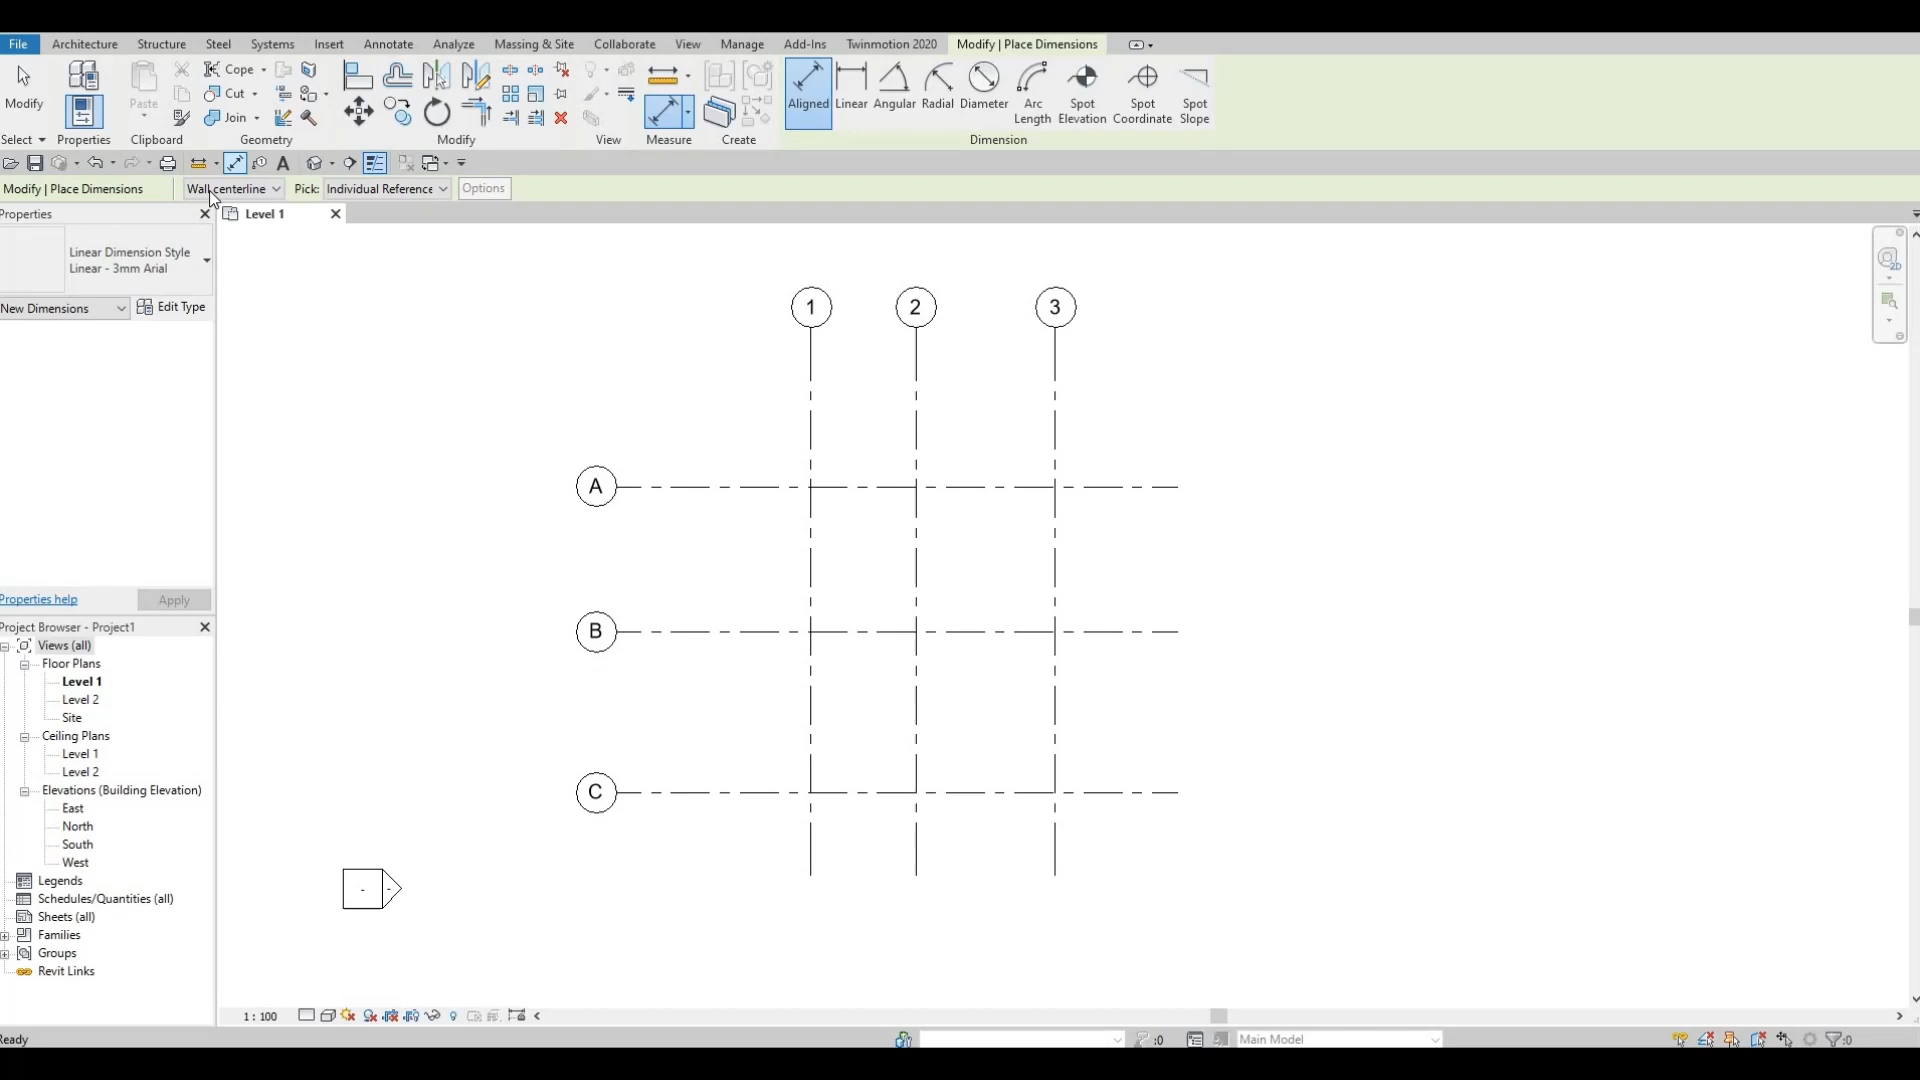 File Architecture Structure Steel Systems Insert Annotate Analyze Massing & Site Collaborate View Manage Add-Ins Twinmotion 2020 Modify | Place Dimensions
Modify
Paste
Cope
Cut
Join
Aligned Linear Angular Radial Diameter Arc Length Spot Elevation Spot Coordinate Spot Slope
Select Properties Clipboard Geometry Modify View Measure Create Dimension
A
Modify | Place Dimensions Wall centerline Pick: Individual Reference Options
Properties
Level 1
2D
Linear Dimension Style
Linear - 3mm Arial
New Dimensions Edit Type
1 2 3
A
B
C
- -
Properties help Apply
Project Browser - Project1
Views (all)
Floor Plans
Level 1
Level 2
Site
Ceiling Plans
Level 1
Level 2
Elevations (Building Elevation)
East
North
South
West
Legends
Schedules/Quantities (all)
Sheets (all)
Families
Groups
Revit Links
1 : 100
Ready :0 Main Model :0